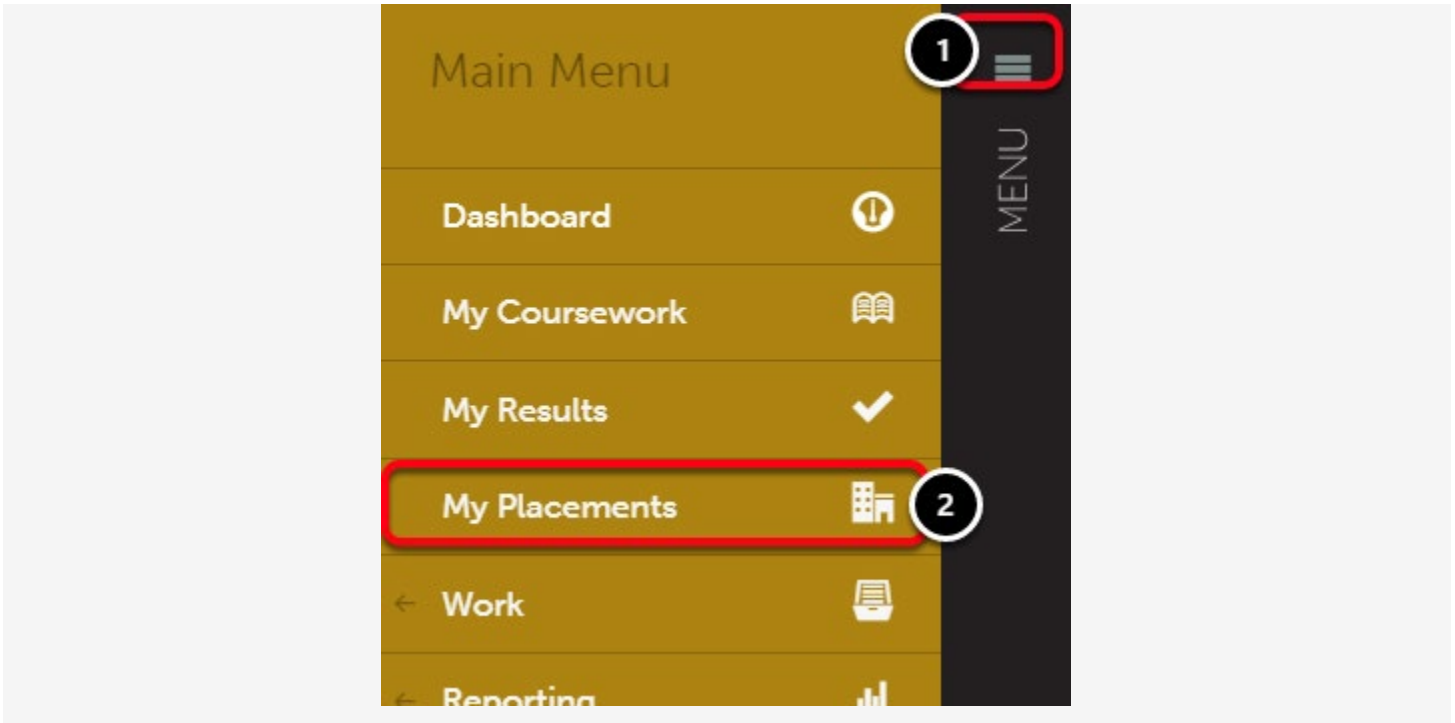 Main Menu
1
MENU
Dashboard
My Coursework
My Results
My Placements
2
Work
Reporting